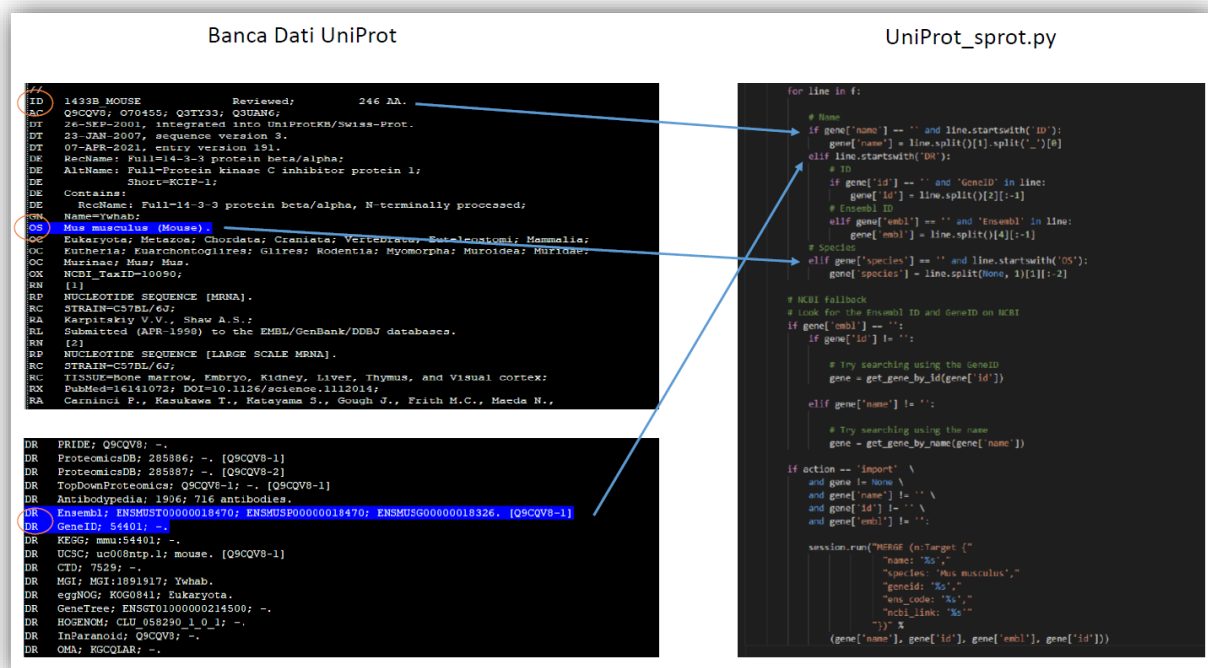 Banca Dati UniProt
UniProt_sprot.py
//
ID 1433B_MOUSE Reviewed; 246 AA.
AC Q9CQV8; O70455; Q3TY33; Q3UAN6;
DT 26-SEP-2001, integrated into UniProtKB/Swiss-Prot.
DT 23-JAN-2007, sequence version 3.
DT 07-APR-2021, entry version 191.
DE RecName: Full=14-3-3 protein beta/alpha;
DE AltName: Full=Protein kinase C inhibitor protein 1;
DE Short=KCIP-1;
DE Contains:
DE RecName: Full=14-3-3 protein beta/alpha, N-terminally processed;
GN Name=Ywhab;
OS Mus musculus (Mouse).
OC Eukaryota; Metazoa; Chordata; Craniata; Vertebrata; Euteleostomi; Mammalia;
OC Eutheria; Euarchontoglires; Glires; Rodentia; Myomorpha; Muroidea; Muridae;
OC Murinae; Mus; Mus.
OX NCBI_TaxID=10090;
RN [1]
RP NUCLEOTIDE SEQUENCE [MRNA].
RC STRAIN=C57BL/6J;
RA Karpitskiy V.V., Shaw A.S.;
RL Submitted (APR-1998) to the EMBL/GenBank/DDBJ databases.
RN [2]
RP NUCLEOTIDE SEQUENCE [LARGE SCALE MRNA].
RC STRAIN=C57BL/6J;
RC TISSUE=Bone marrow, Embryo, Kidney, Liver, Thymus, and Visual cortex;
RX PubMed=16141072; DOI=10.1126/science.1112014;
RA Carninci P., Kasukawa T., Katayama S., Gough J., Frith M.C., Maeda N.,
DR PRIDE; Q9CQV8; -.
DR ProteomicsDB; 285886; -. [Q9CQV8-1]
DR ProteomicsDB; 285887; -. [Q9CQV8-2]
DR TopDownProteomics; Q9CQV8-1; -. [Q9CQV8-1]
DR Antibodypedia; 1906; 716 antibodies.
DR Ensembl; ENSMUST00000018470; ENSMUSP00000018470; ENSMUSG00000018326. [Q9CQV8-1]
DR GeneID; 54401; -.
DR KEGG; mmu:54401; -.
DR UCSC; uc008ntp.1; mouse. [Q9CQV8-1]
DR CTD; 7529; -.
DR MGI; MGI:1891917; Ywhab.
DR eggNOG; KOG0841; Eukaryota.
DR GeneTree; ENSGT01000000214500; -.
DR HOGENOM; CLU_058290_1_0_1; -.
DR InParanoid; Q9CQV8; -.
DR OMA; KGCQLAR; -.
for line in f:
# Name
if gene['name'] == '' and line.startswith('ID'):
gene['name'] = line.split()[1].split('_')[0]
elif line.startswith('DR'):
# ID
if gene['id'] == '' and 'GeneID' in line:
gene['id'] = line.split()[2][:-1]
# Ensembl ID
elif gene['embl'] == '' and 'Ensembl' in line:
gene['embl'] = line.split()[4][:-1]
# Species
elif gene['species'] == '' and line.startswith('OS'):
gene['species'] = line.split(None, 1)[1][:-2]
# NCBI fallback
# Look for the Ensembl ID and GeneID on NCBI
if gene['embl'] == '':
if gene['id'] != '':
# Try searching using the GeneID
gene = get_gene_by_id(gene['id'])
elif gene['name'] != '':
# Try searching using the name
gene = get_gene_by_name(gene['name'])
if action == 'import' \
and gene != None \
and gene['name'] != '' \
and gene['id'] != '' \
and gene['embl'] != '':
session.run("MERGE (n:Target {"
"name: '%s',"
"species: 'Mus musculus',"
"geneid: '%s',"
"ens_code: '%s',"
"ncbi_link: '%s'"
"})" %
(gene['name'], gene['id'], gene['embl'], gene['id']))